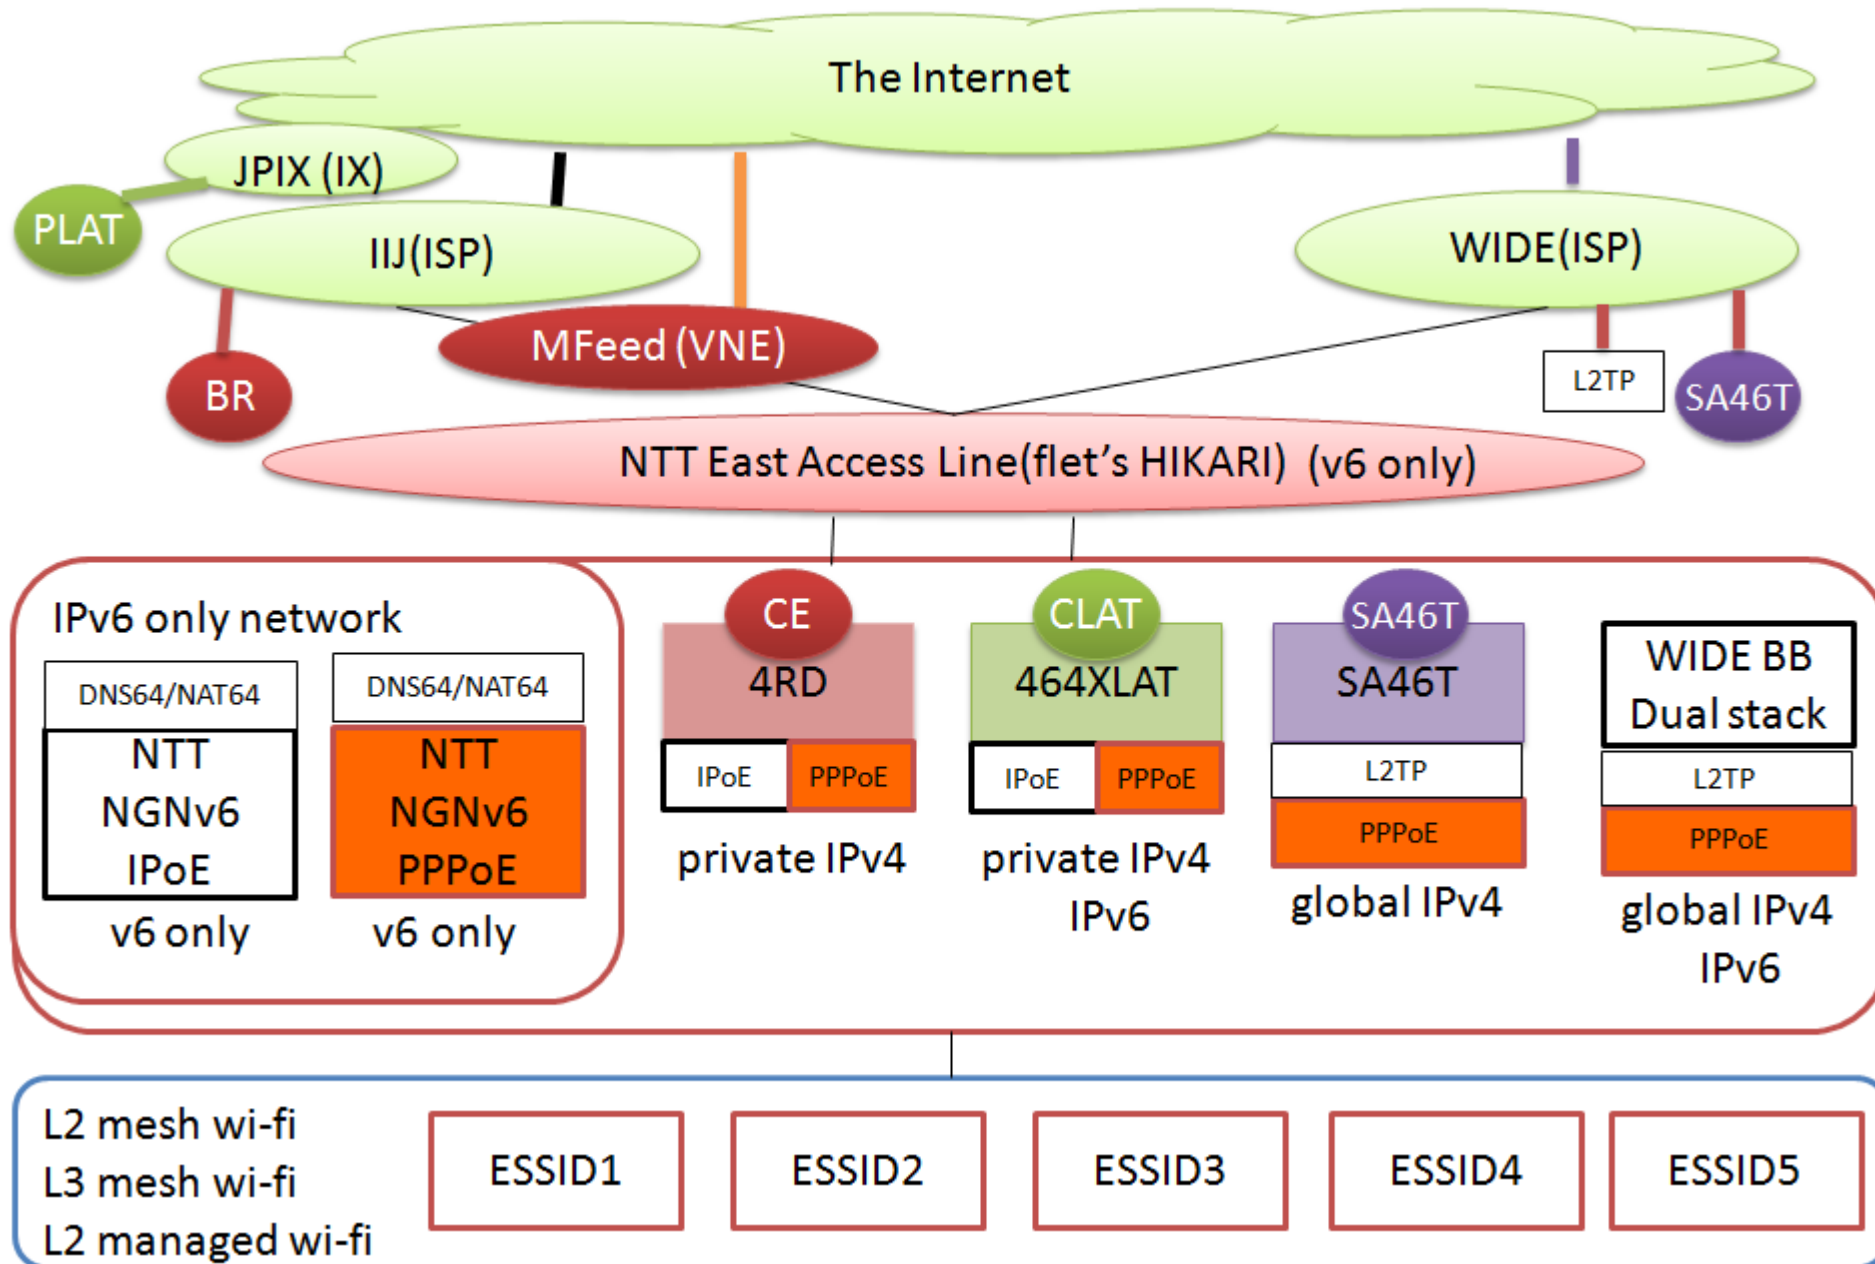 The Internet
JPIX (IX)
PLAT
IIJ(ISP)
WIDE(ISP)
MFeed (VNE)
BR
L2TP
SA46T
NTT East Access Line(flet's HIKARI) (v6 only)
IPv6 only network
DNS64/NAT64
NTT
NGNv6
IPoE
v6 only
DNS64/NAT64
NTT
NGNv6
PPPoE
v6 only
CE
4RD
IPoE
PPPoE
private IPv4
CLAT
464XLAT
IPoE
PPPoE
private IPv4
IPv6
SA46T
SA46T
L2TP
PPPoE
global IPv4
WIDE BB
Dual stack
L2TP
PPPoE
global IPv4
IPv6
L2 mesh wi-fi
L3 mesh wi-fi
L2 managed wi-fi
ESSID1
ESSID2
ESSID3
ESSID4
ESSID5